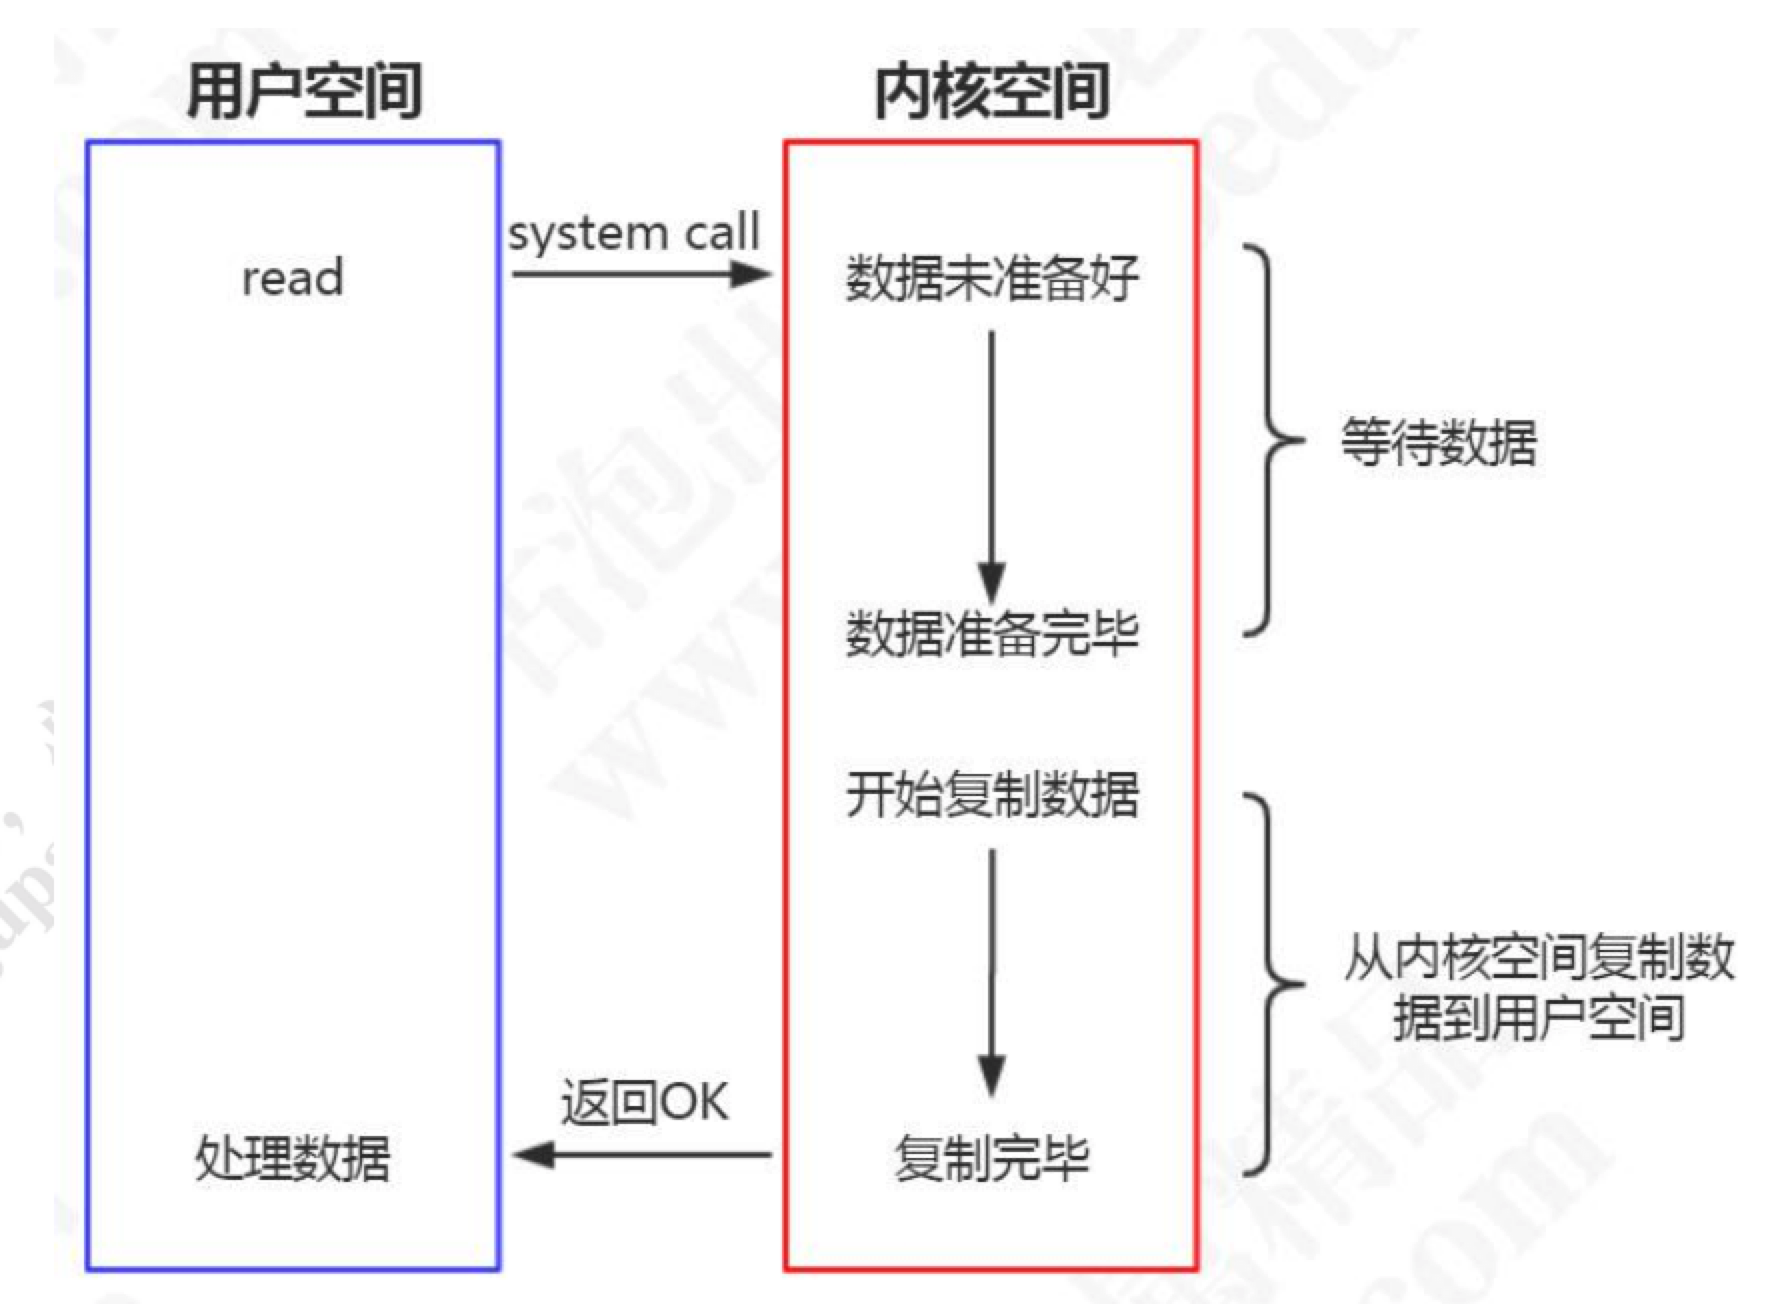 用户空间
内核空间
system call
read
数据未准备好
等待数据
数据准备完毕
开始复制数据
从内核空间复制数
据到用户空间
返回OK
处理数据
复制完毕